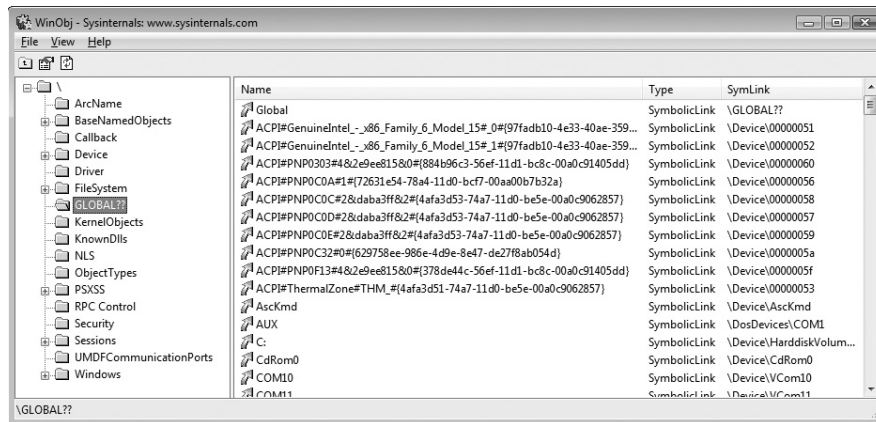 WinObj - Sysinternals: www.sysinternals.com
File View Help
\
ArcName
BaseNamedObjects
Callback
Device
Driver
FileSystem
GLOBAL??
KernelObjects
KnownDlls
NLS
ObjectTypes
PSXSS
RPC Control
Security
Sessions
UMDFCommunicationPorts
Windows
Name Type SymLink
Global SymbolicLink \GLOBAL??
ACPI#GenuineIntel_-_x86_Family_6_Model_15#_0#{97fadb10-4e33-40ae-359... SymbolicLink \Device\00000051
ACPI#GenuineIntel_-_x86_Family_6_Model_15#_1#{97fadb10-4e33-40ae-359... SymbolicLink \Device\00000052
ACPI#PNP0303#4&2e9ee815&0#{884b96c3-56ef-11d1-bc8c-00a0c91405dd} SymbolicLink \Device\00000060
ACPI#PNP0C0A#1#{72631e54-78a4-11d0-bcf7-00aa00b7b32a} SymbolicLink \Device\00000056
ACPI#PNP0C0C#2&daba3ff&2#{4afa3d53-74a7-11d0-be5e-00a0c9062857} SymbolicLink \Device\00000058
ACPI#PNP0C0D#2&daba3ff&2#{4afa3d53-74a7-11d0-be5e-00a0c9062857} SymbolicLink \Device\00000057
ACPI#PNP0C0E#2&daba3ff&2#{4afa3d53-74a7-11d0-be5e-00a0c9062857} SymbolicLink \Device\00000059
ACPI#PNP0C32#0#{629758ee-986e-4d9e-8e47-de27f8ab054d} SymbolicLink \Device\0000005a
ACPI#PNP0F13#4&2e9ee815&0#{378de44c-56ef-11d1-bc8c-00a0c91405dd} SymbolicLink \Device\0000005f
ACPI#ThermalZone#THM_#{4afa3d51-74a7-11d0-be5e-00a0c9062857} SymbolicLink \Device\00000053
AscKmd SymbolicLink \Device\AscKmd
AUX SymbolicLink \DosDevices\COM1
C: SymbolicLink \Device\HarddiskVolum...
CdRom0 SymbolicLink \Device\CdRom0
COM10 SymbolicLink \Device\VCom10
COM11 SymbolicLink \Device\VCom11
\GLOBAL??